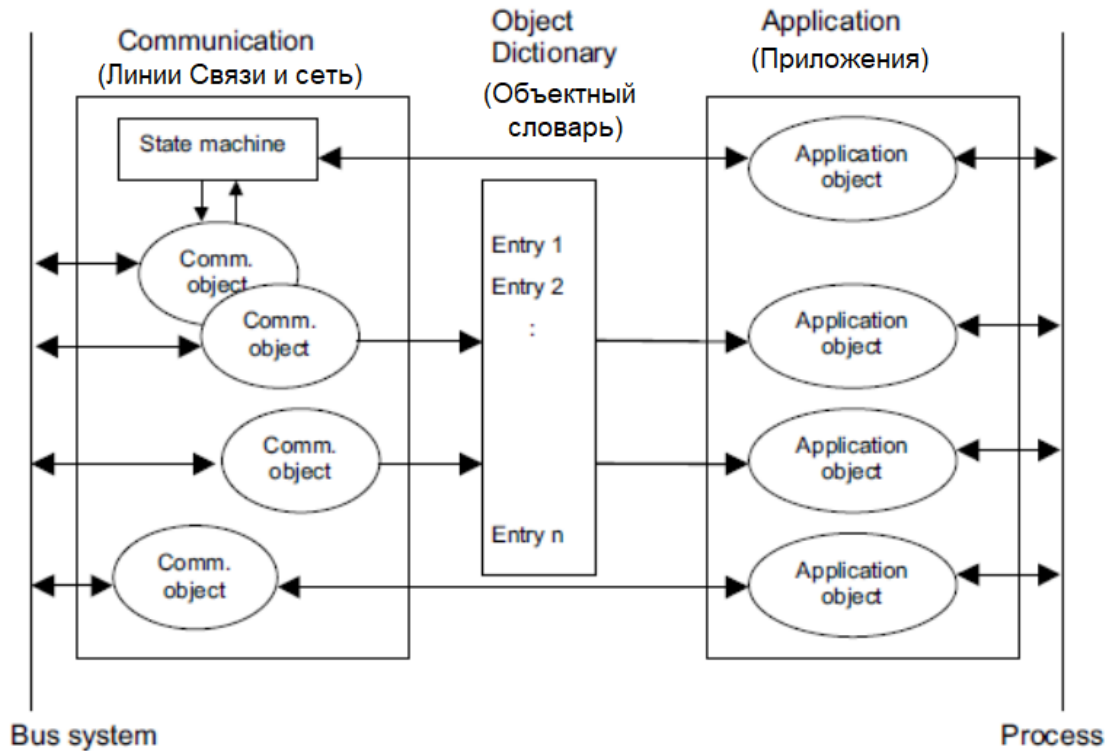 Communication
(Линии Связи и сеть)
Object
Dictionary
(Объектный
словарь)
Application
(Приложения)
State machine
Comm.
object
Comm.
object
Comm.
object
Comm.
object
Entry 1
Entry 2
:
Entry n
Application
object
Application
object
Application
object
Application
object
Bus system
Process